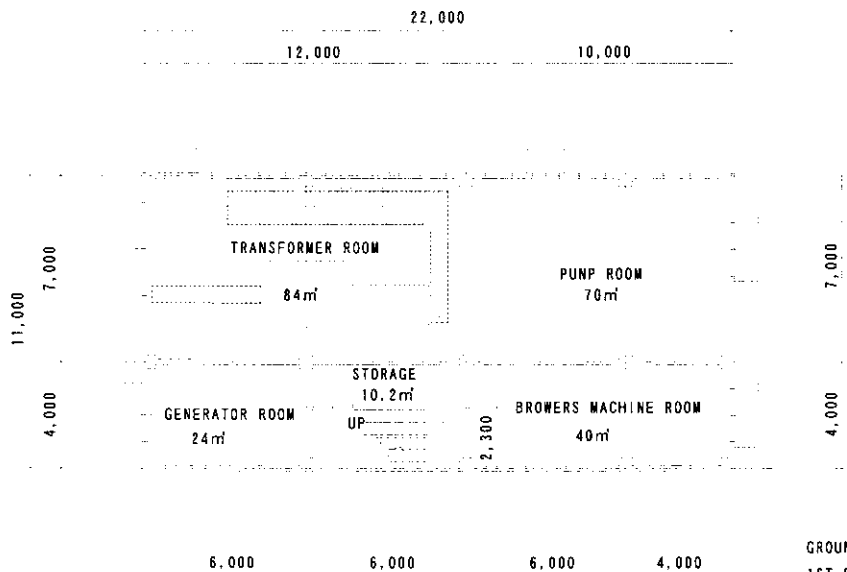 22,000
12,000 10,000
TRANSFORMER ROOM
84㎡
PUNP ROOM
70㎡
7,000
7,000
11,000
STORAGE
10.2㎡
GENERATOR ROOM
24㎡
UP
BROWERS MACHINE ROOM
40㎡
2,300
4,000
4,000
6,000 6,000 6,000 4,000
GROUN
1ST